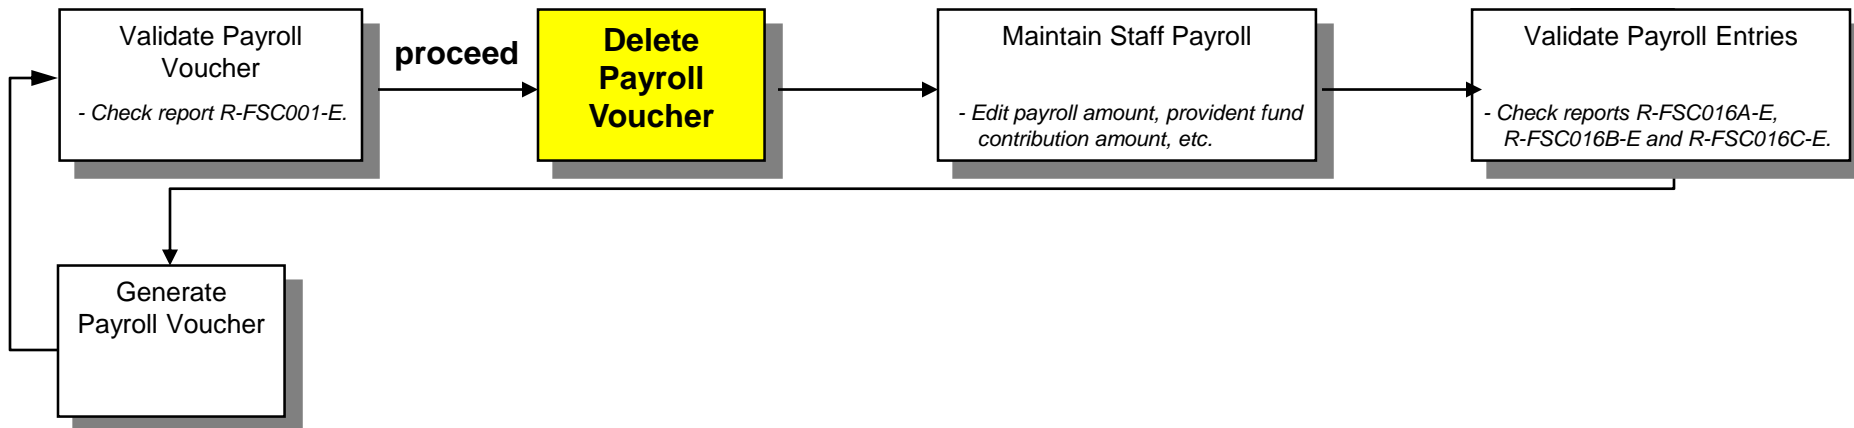 Validate Payroll
Voucher
- Check report R-FSC001-E.
proceed
Delete
Payroll
Voucher
Maintain Staff Payroll
- Edit payroll amount, provident fund
contribution amount, etc.
Validate Payroll Entries
- Check reports R-FSC016A-E,
R-FSC016B-E and R-FSC016C-E.
Generate
Payroll Voucher